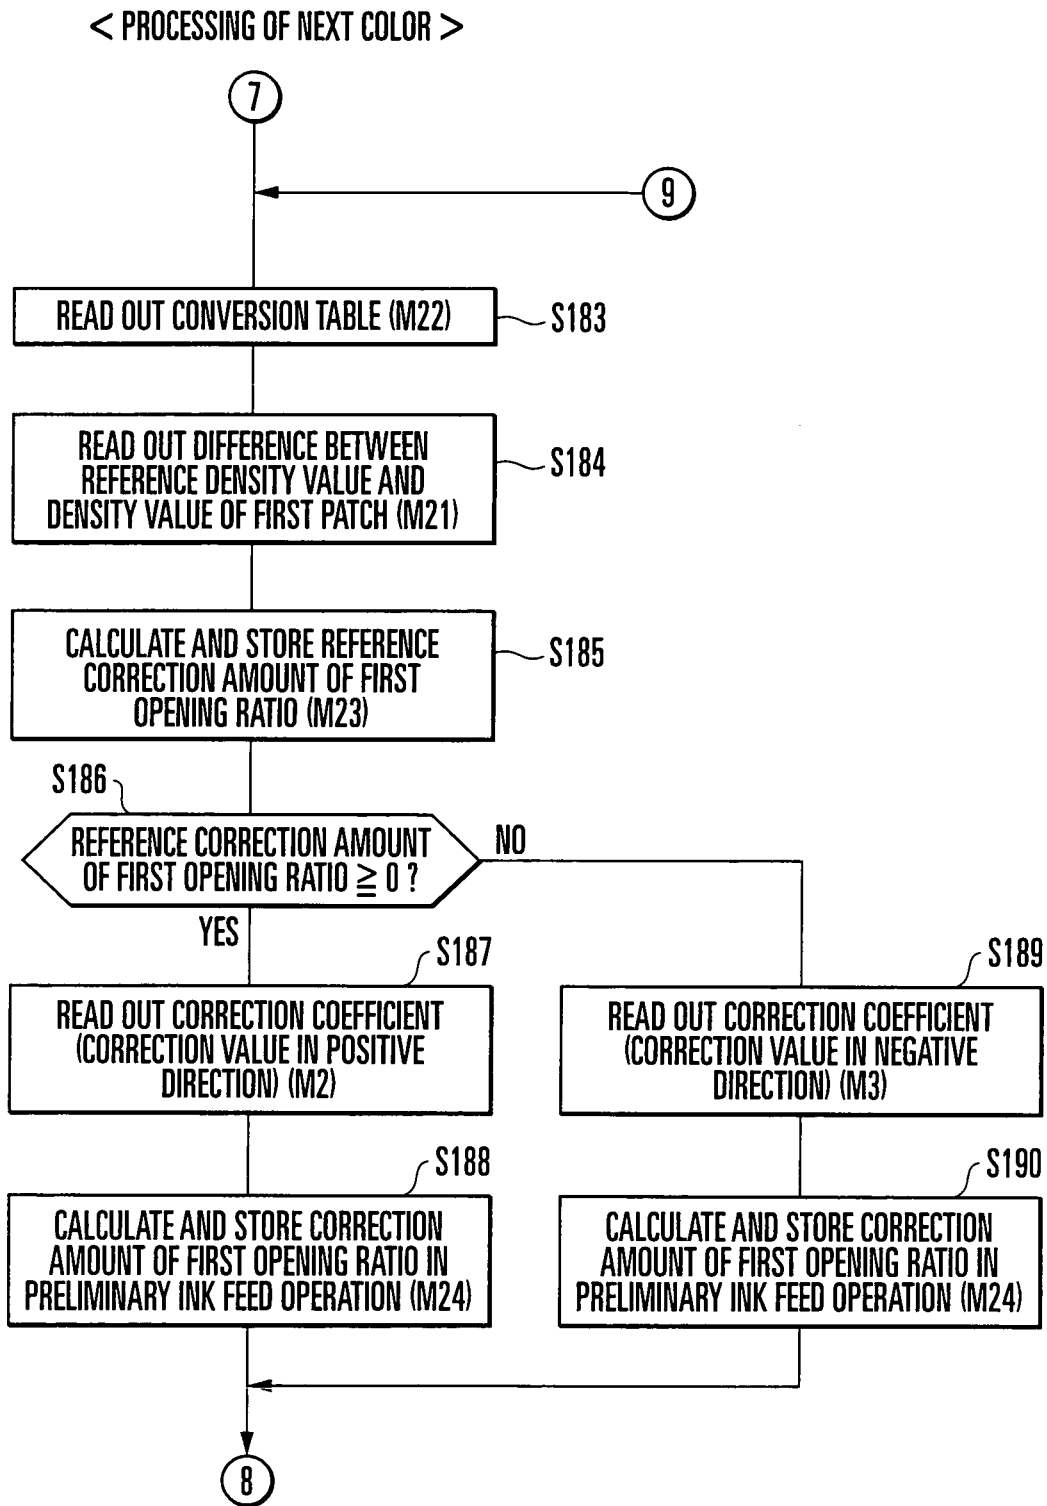 < PROCESSING OF NEXT COLOR >
7
9
READ OUT CONVERSION TABLE (M22)
S183
READ OUT DIFFERENCE BETWEEN
REFERENCE DENSITY VALUE AND
DENSITY VALUE OF FIRST PATCH (M21)
S184
CALCULATE AND STORE REFERENCE
CORRECTION AMOUNT OF FIRST
OPENING RATIO (M23)
S185
S186
REFERENCE CORRECTION AMOUNT
OF FIRST OPENING RATIO ≧ 0 ?
NO
YES
S187
READ OUT CORRECTION COEFFICIENT
(CORRECTION VALUE IN POSITIVE
DIRECTION) (M2)
S189
READ OUT CORRECTION COEFFICIENT
(CORRECTION VALUE IN NEGATIVE
DIRECTION) (M3)
S188
CALCULATE AND STORE CORRECTION
AMOUNT OF FIRST OPENING RATIO IN
PRELIMINARY INK FEED OPERATION (M24)
S190
CALCULATE AND STORE CORRECTION
AMOUNT OF FIRST OPENING RATIO IN
PRELIMINARY INK FEED OPERATION (M24)
8